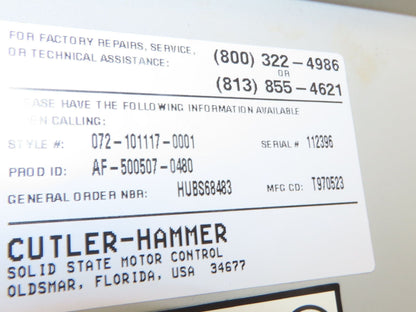 FOR FACTORY REPAIRS, SERVICE,
OR TECHNICAL ASSISTANCE:
(800) 322-4986
OR
(813) 855-4621
PLEASE HAVE THE FOLLOWING INFORMATION AVAILABLE
WHEN CALLING:
STYLE #: 072-101117-0001 SERIAL # 112396
PROD ID: AF-500507-0480
GENERAL ORDER NBR: HUBS68483 MFG CD: T970523
CUTLER-HAMMER
SOLID STATE MOTOR CONTROL
OLDSMAR, FLORIDA, USA 34677